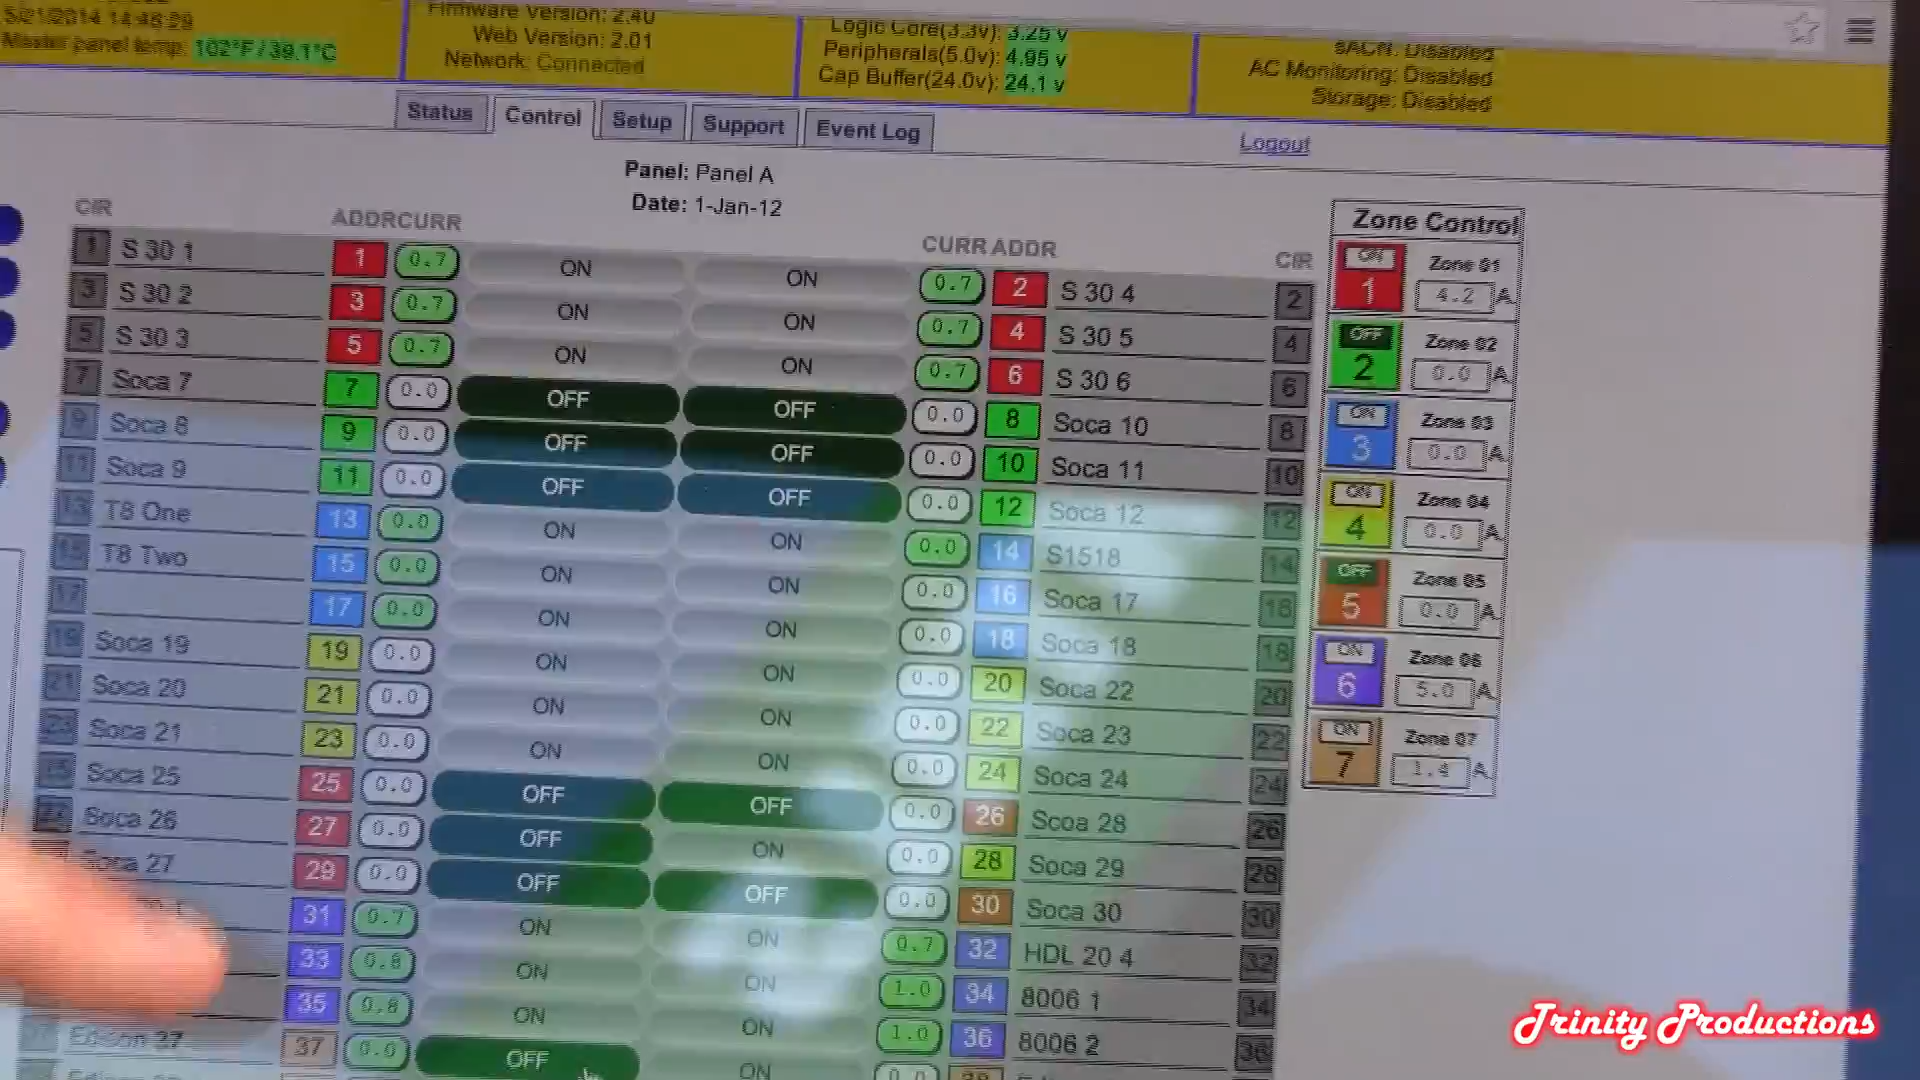 5/21/2014 14:46:29
Master panel temp: 102°F / 39.1°C
Firmware Version: 2.40
Web Version: 2.01
Network: Connected
Logic Core(3.3v): 3.25 v
Peripherals(5.0v): 4.95 v
Cap Buffer(24.0v): 24.1 v
sACN: Disabled
AC Monitoring: Disabled
Storage: Disabled
Status Control Setup Support Event Log
Logout
Panel: Panel A
Date: 1-Jan-12
CIR ADDR CURR CURR ADDR CIR
1 S 30 1 1 0.7 ON ON 0.7 2 S 30 4 2
3 S 30 2 3 0.7 ON ON 0.7 4 S 30 5 4
5 S 30 3 5 0.7 ON ON 0.7 6 S 30 6 6
7 Soca 7 7 0.0 OFF OFF 0.0 8 Soca 10 8
9 Soca 8 9 0.0 OFF OFF 0.0 10 Soca 11 10
11 Soca 9 11 0.0 OFF OFF 0.0 12 Soca 12 12
13 T8 One 13 0.0 ON ON 0.0 14 S1518 14
15 T8 Two 15 0.0 ON ON 0.0 16 Soca 17 16
17 17 0.0 ON ON 0.0 18 Soca 18 18
19 Soca 19 19 0.0 ON ON 0.0 20 Soca 22 20
21 Soca 20 21 0.0 ON ON 0.0 22 Soca 23 22
23 Soca 21 23 0.0 ON ON 0.0 24 Soca 24 24
25 Soca 25 25 0.0 OFF OFF 0.0 26 Scoa 28 26
27 Soca 26 27 0.0 OFF ON 0.0 28 Soca 29 28
Soca 27 29 0.0 OFF OFF 0.0 30 Soca 30 30
31 0.7 ON ON 0.7 32 HDL 20 4 32
33 0.8 ON ON 1.0 34 8006 1 34
35 0.8 ON ON 1.0 36 8006 2 36
37 Edison 37 37 0.0 OFF ON
Zone Control
ON 1 Zone 01 4.2 A
OFF 2 Zone 02 0.0 A
ON 3 Zone 03 0.0 A
ON 4 Zone 04 0.0 A
OFF 5 Zone 05 0.0 A
ON 6 Zone 06 5.0 A
ON 7 Zone 07 1.4 A
Trinity Productions